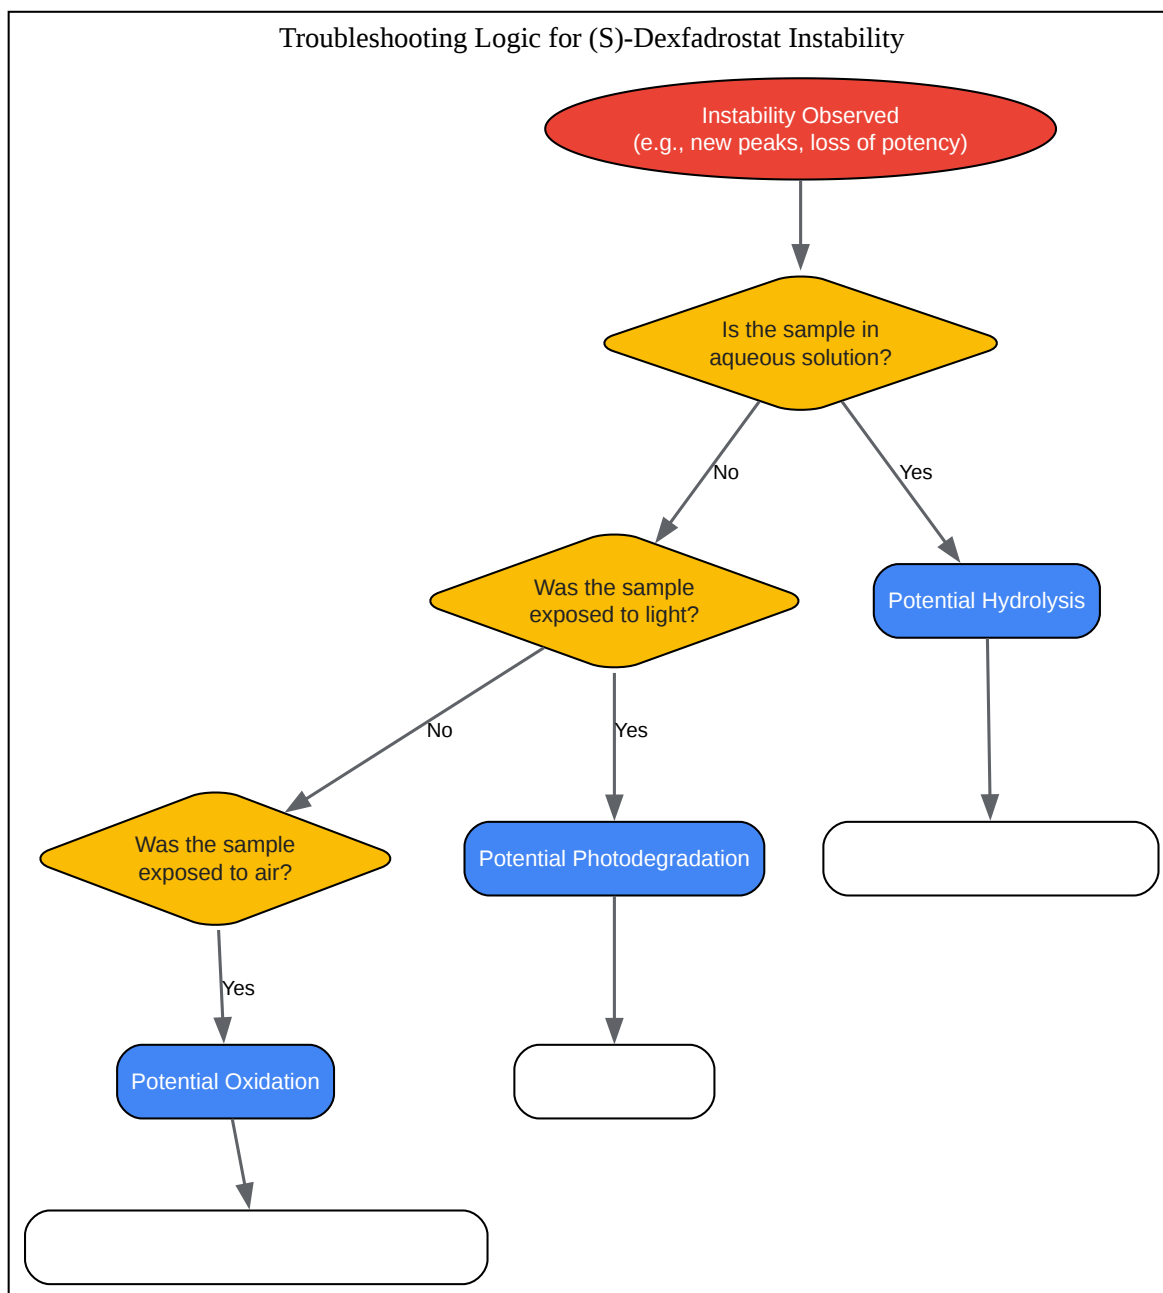 Troubleshooting Logic for (S)-Dexfadrostat Instability
Instability Observed
(e.g., new peaks, loss of potency)
Is the sample in
aqueous solution?
No
Yes
Was the sample
exposed to light?
Potential Hydrolysis
No
Yes
Was the sample
exposed to air?
Potential Photodegradation
Yes
Potential Oxidation